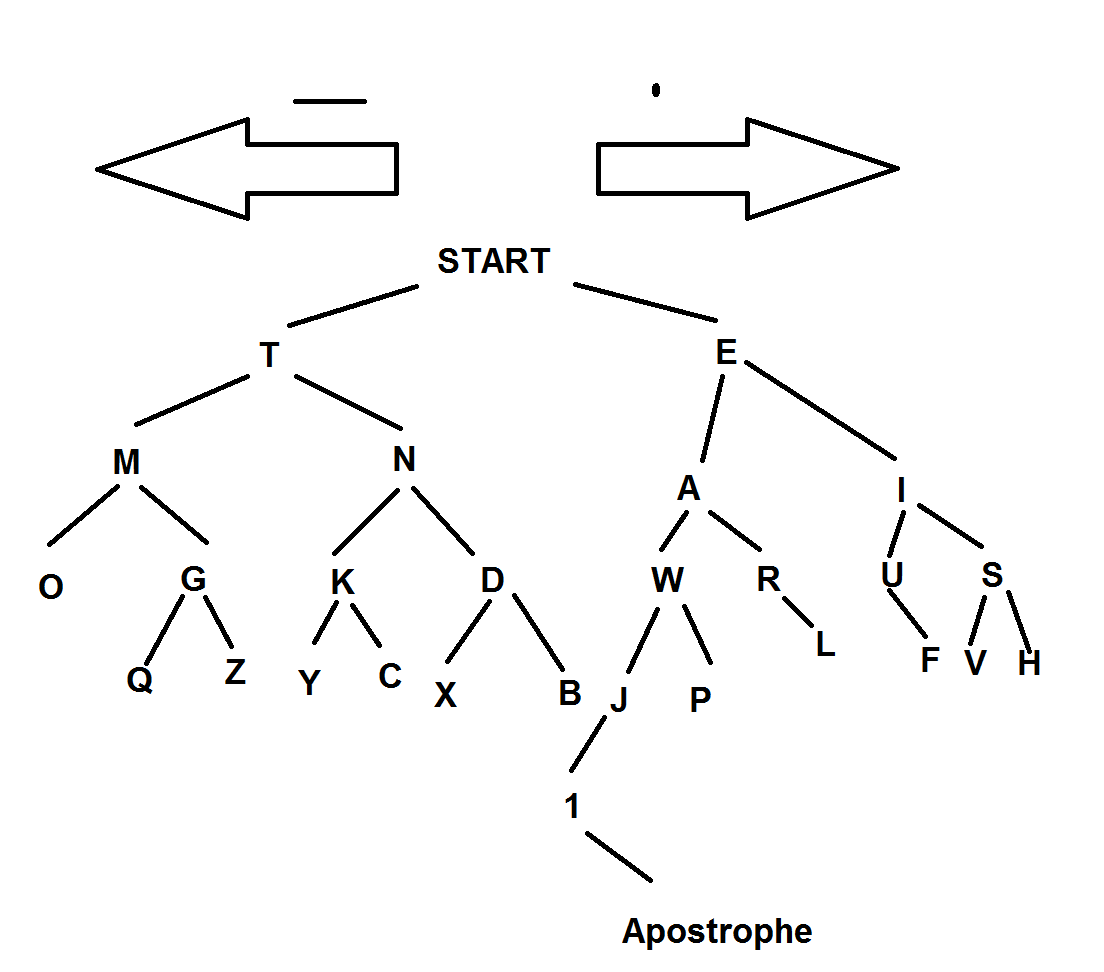 START
T E
M N
A I
O G K D W R U S
Q Z Y C X B J P L F V H
1
Apostrophe